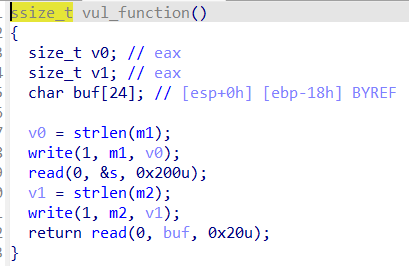 ssize_t vul_function()
{
size_t v0; // eax
size_t v1; // eax
char buf[24]; // [esp+0h] [ebp-18h] BYREF
v0 = strlen(m1);
write(1, m1, v0);
read(0, &s, 0x200u);
v1 = strlen(m2);
write(1, m2, v1);
return read(0, buf, 0x20u);
}